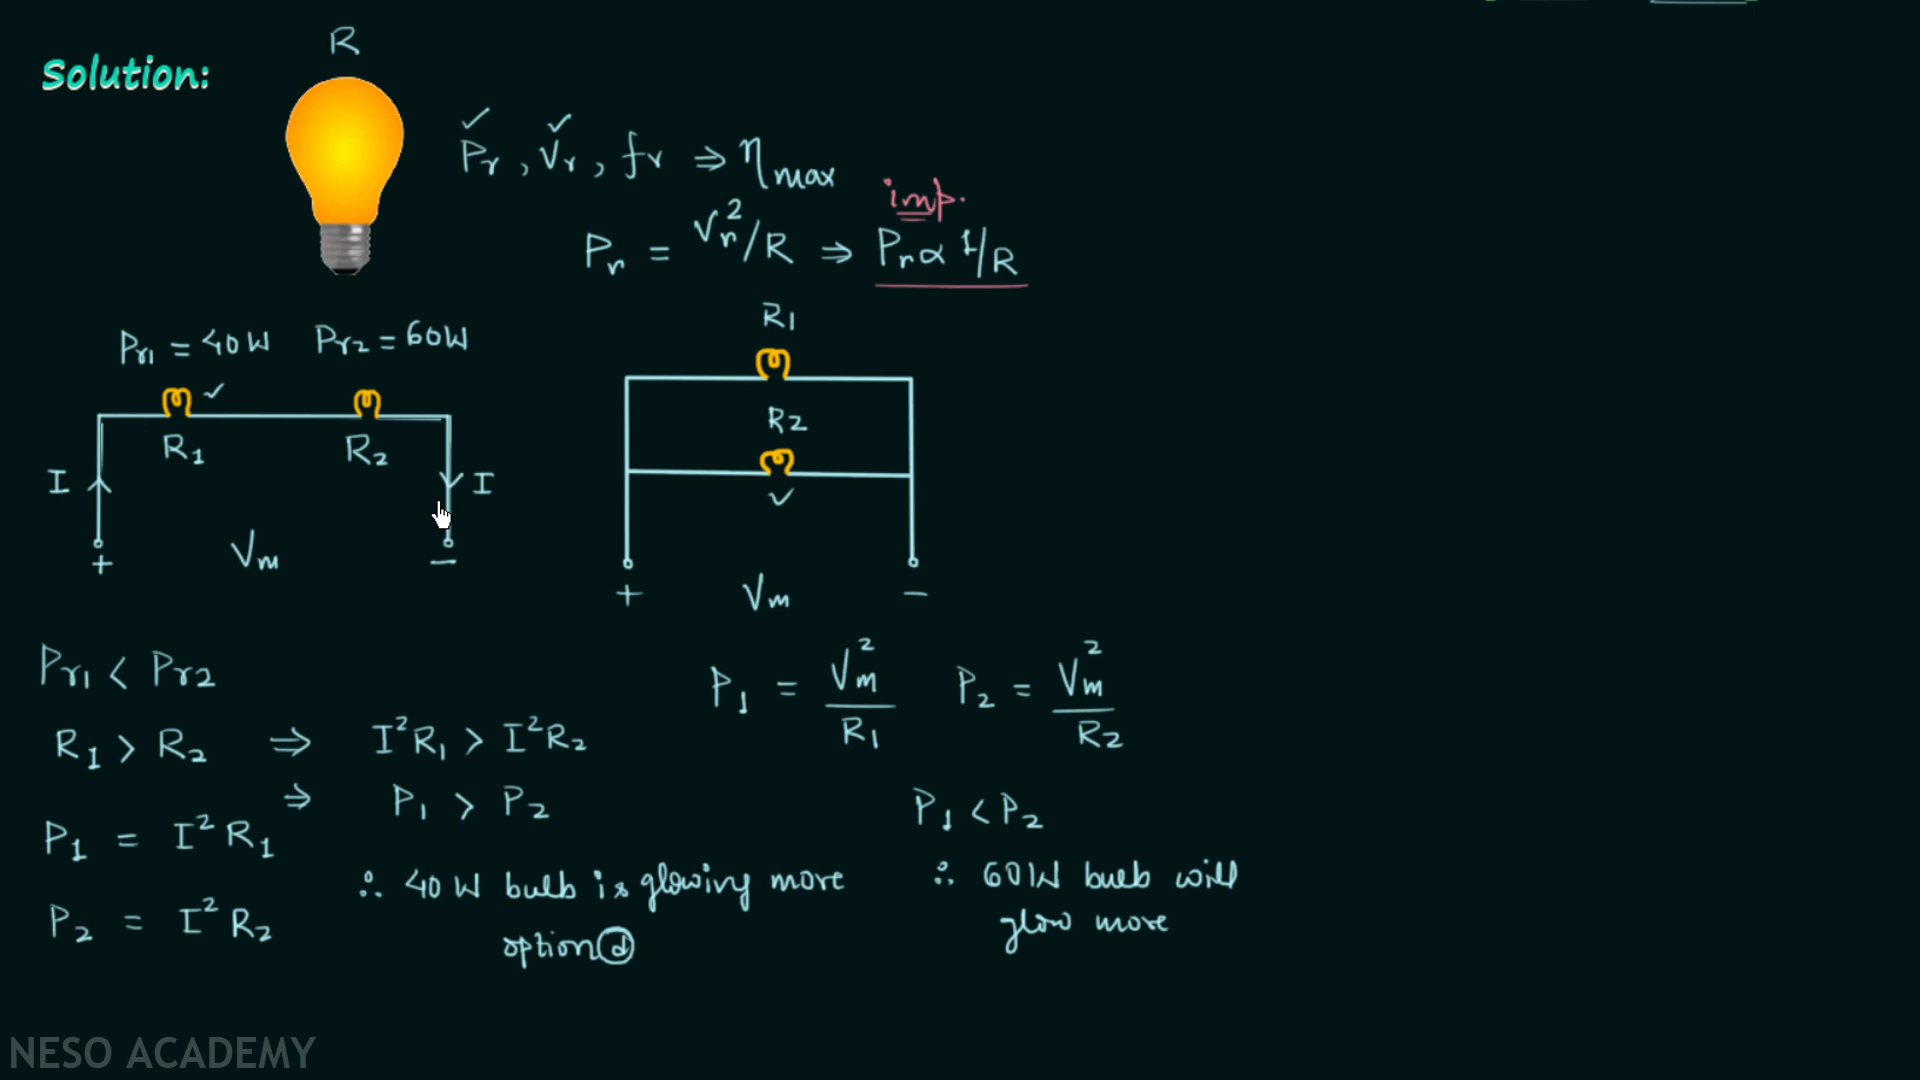 R
Solution:
Pr , Vr , fr ⇒ ηmax
imp.
Pr = Vr²/R ⇒ Pr ∝ 1/R
Pr1 = 40W Pr2 = 60W
R1 R2
I I
+ Vm −
R1
R2
+ Vm −
Pr1 < Pr2
R1 > R2 ⇒ I²R1 > I²R2
⇒ P1 > P2
P1 = I²R1
P2 = I²R2
∴ 40W bulb is glowing more
option ⓓ
P1 = Vm²/R1 P2 = Vm²/R2
P1 < P2
∴ 60W bulb will
glow more
NESO ACADEMY